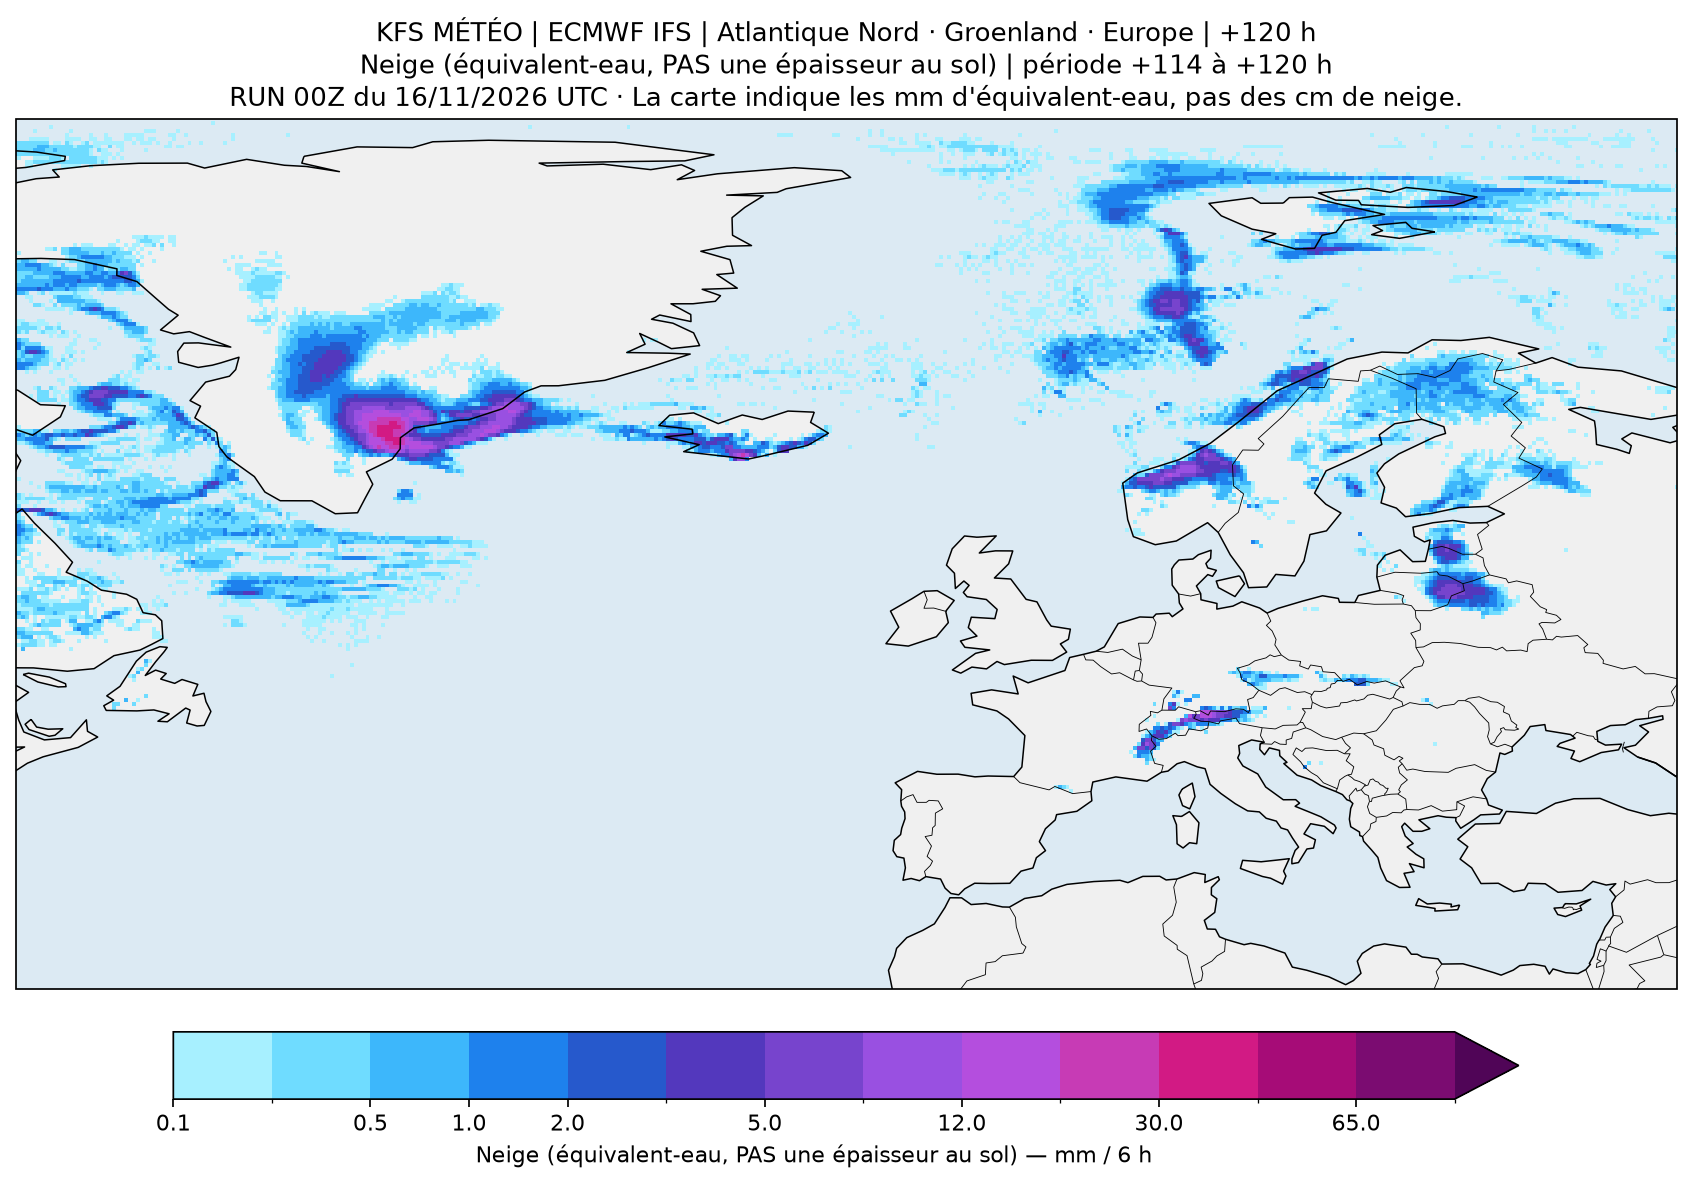 KFS MÉTÉO | ECMWF IFS | Atlantique Nord · Groenland · Europe | +120 h
Neige (équivalent-eau, PAS une épaisseur au sol) | période +114 à +120 h
RUN 00Z du 16/11/2026 UTC · La carte indique les mm d'équivalent-eau, pas des cm de neige.
0.1 0.5 1.0 2.0 5.0 12.0 30.0 65.0
Neige (équivalent-eau, PAS une épaisseur au sol) — mm / 6 h